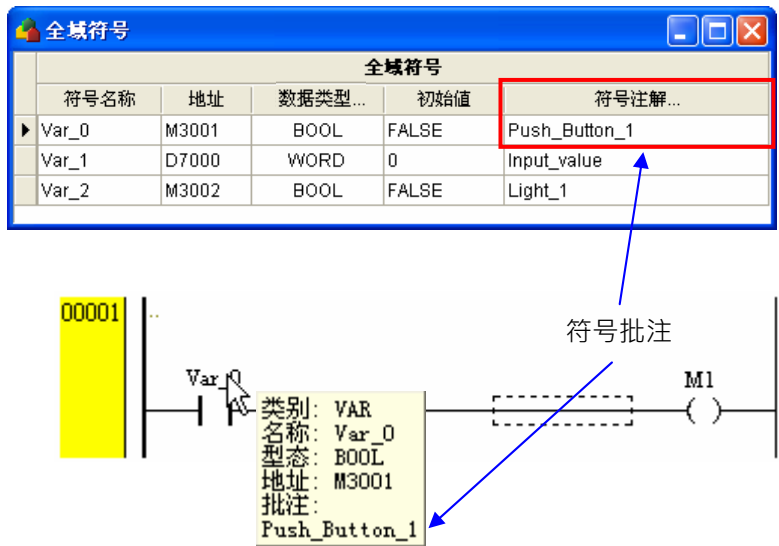 全域符号
全域符号
符号名称 地址 数据类型... 初始值 符号注解...
Var_0 M3001 BOOL FALSE Push_Button_1
Var_1 D7000 WORD 0 Input_value
Var_2 M3002 BOOL FALSE Light_1
符号批注
00001
Var_0
M1
类别: VAR
名称: Var_0
型态: BOOL
地址: M3001
批注:
Push_Button_1